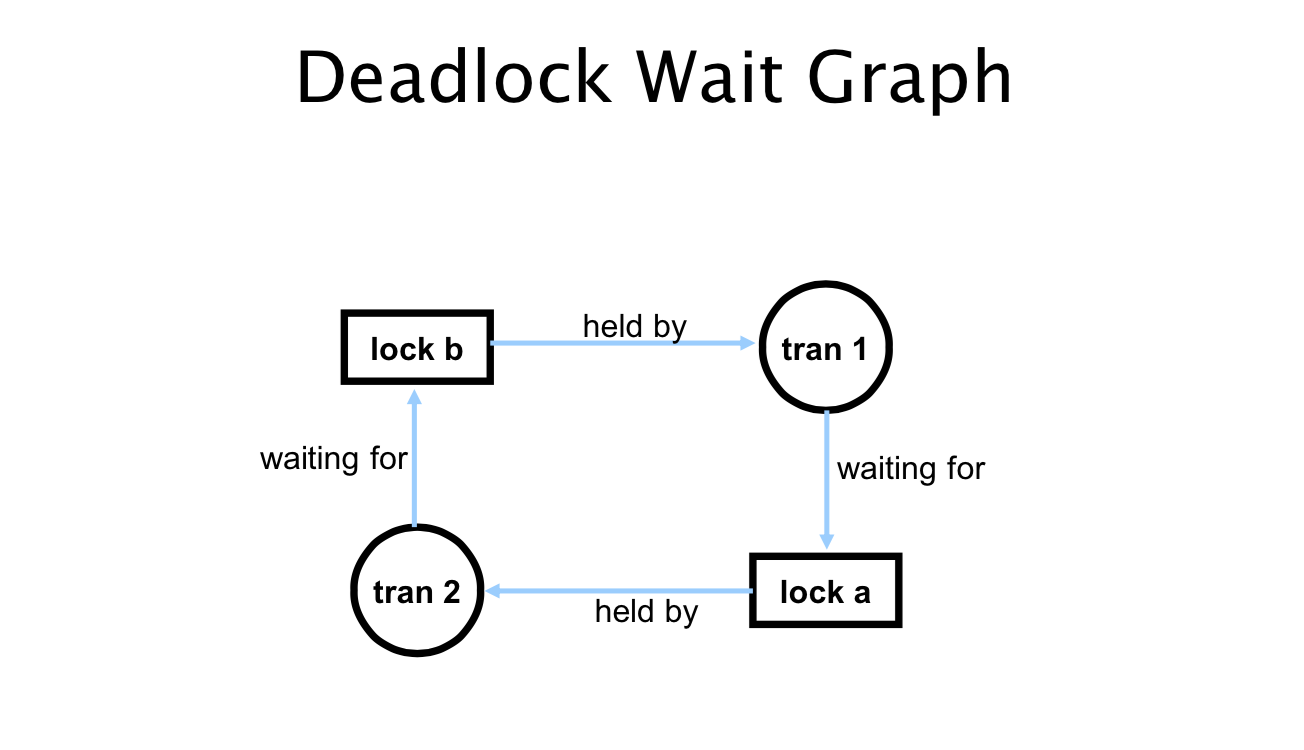 Deadlock Wait Graph
held by
lock b
tran 1
waiting for
waiting for
tran 2
lock a
held by